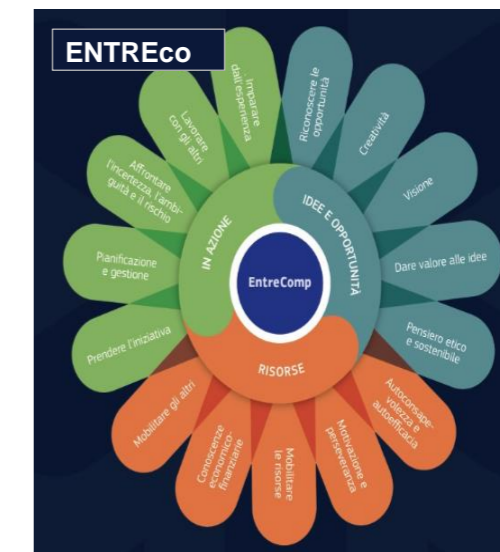 ENTREco
Imparare
dall'esperienza
Riconoscere le
opportunità
Creatività
Visione
Dare valore alle idee
Pensiero etico
e sostenibile
Autoconsape-
volezza e
autoefficacia
Motivazione e
perseveranza
Mobilitare
le risorse
Conoscenze
economico-
finanziarie
Mobilitare gli altri
Prendere l'iniziativa
Pianificazione
e gestione
Affrontare
l'incertezza, l'ambi-
guità e il rischio
Lavorare
con gli altri
IN AZIONE
IDEE E OPPORTUNITÀ
RISORSE
EntreComp